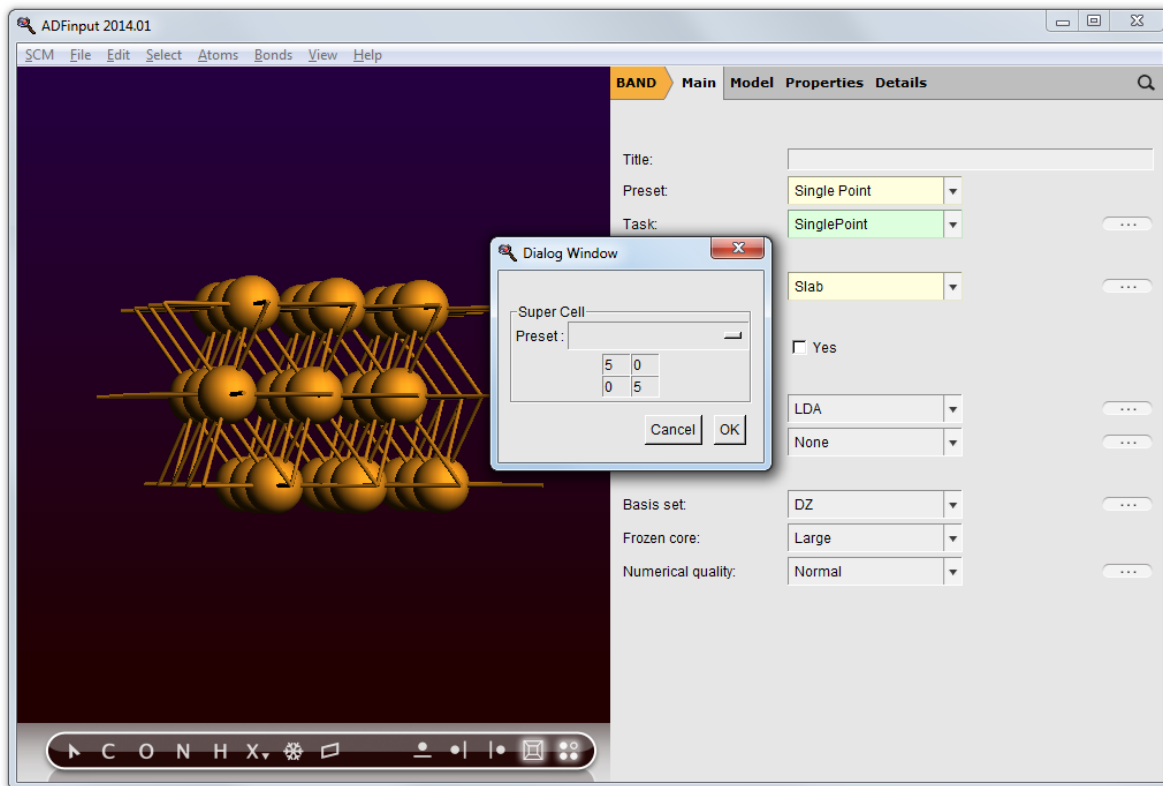 ADFinput 2014.01
SCM File Edit Select Atoms Bonds View Help
BAND Main Model Properties Details
Title:
Preset: Single Point
Task: SinglePoint
Dialog Window
Slab
Super Cell
Preset :
Yes
5 0
0 5
LDA
Cancel OK
None
Basis set: DZ
Frozen core: Large
Numerical quality: Normal
C O N H X